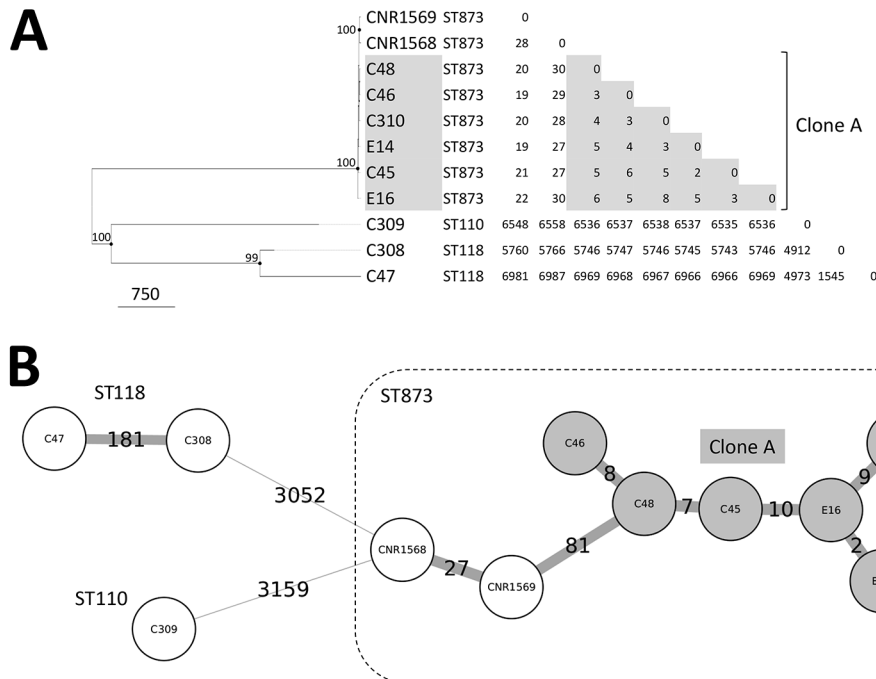 A
CNR1569 ST873 0
100
CNR1568 ST873 28 0
C48 ST873 20 30 0
C46 ST873 19 29 3 0
C310 ST873 20 28 4 3 0
Clone A
E14 ST873 19 27 5 4 3 0
100
C45 ST873 21 27 5 6 5 2 0
E16 ST873 22 30 6 5 8 5 3 0
C309 ST110 6548 6558 6536 6537 6538 6537 6535 6536 0
100
C308 ST118 5760 5766 5746 5747 5746 5745 5743 5746 4912 0
99
C47 ST118 6981 6987 6969 6968 6967 6966 6966 6969 4973 1545 0
750
B
ST118
ST873
C47 181 C308
C46
Clone A
8
9
C48 7 C45 10 E16
3052
81
2
CNR1568
27
CNR1569
3159
ST110
C309